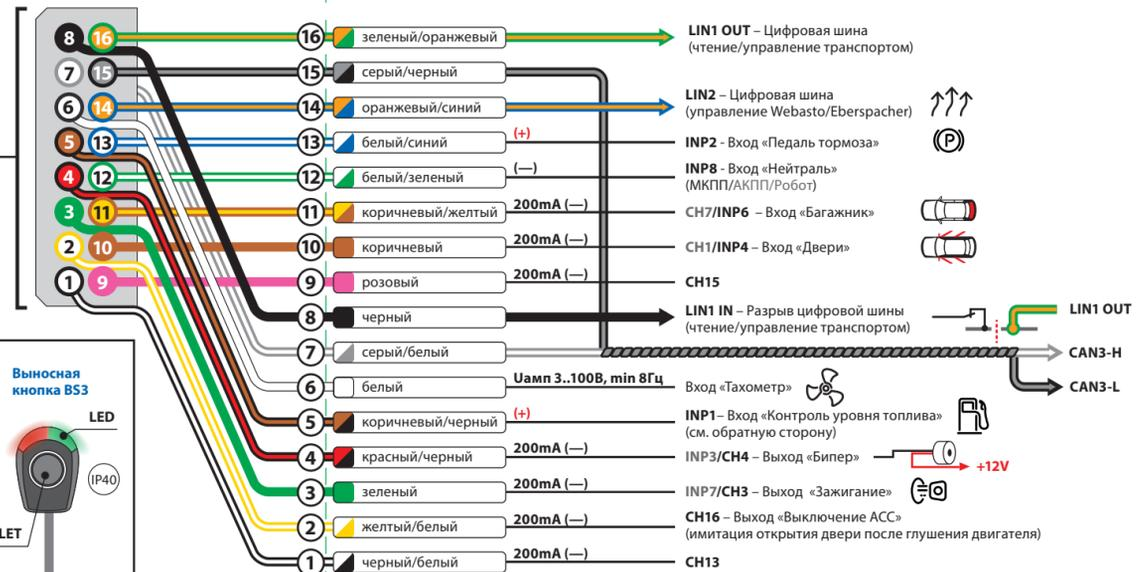 8 16
7 15
6 14
5 13
4 12
3 11
2 10
1 9
16 зеленый/оранжевый LIN1 OUT – Цифровая шина
(чтение/управление транспортом)
15 серый/черный
14 оранжевый/синий LIN2 – Цифровая шина
(управление Webasto/Eberspacher)
13 белый/синий (+) INP2 - Вход «Педаль тормоза» (P)
12 белый/зеленый (—) INP8 - Вход «Нейтраль»
(МКПП/АКПП/Робот)
11 коричневый/желтый 200mA (—) CH7/INP6 – Вход «Багажник»
10 коричневый 200mA (—) CH1/INP4 – Вход «Двери»
9 розовый 200mA (—) CH15
8 черный LIN1 IN – Разрыв цифровой шины
(чтение/управление транспортом)
LIN1 OUT
7 серый/белый CAN3-H
CAN3-L
6 белый Uамп 3..100В, min 8Гц Вход «Тахометр»
5 коричневый/черный (+) INP1– Вход «Контроль уровня топлива»
(см. обратную сторону)
4 красный/черный 200mA (—) INP3/CH4 – Выход «Бипер» +12V
3 зеленый 200mA (—) INP7/CH3 – Выход «Зажигание»
2 желтый/белый 200mA (—) CH16 – Выход «Выключение ACC»
(имитация открытия двери после глушения двигателя)
1 черный/белый 200mA (—) CH13
Выносная
кнопка BS3
LED
IP40
LET